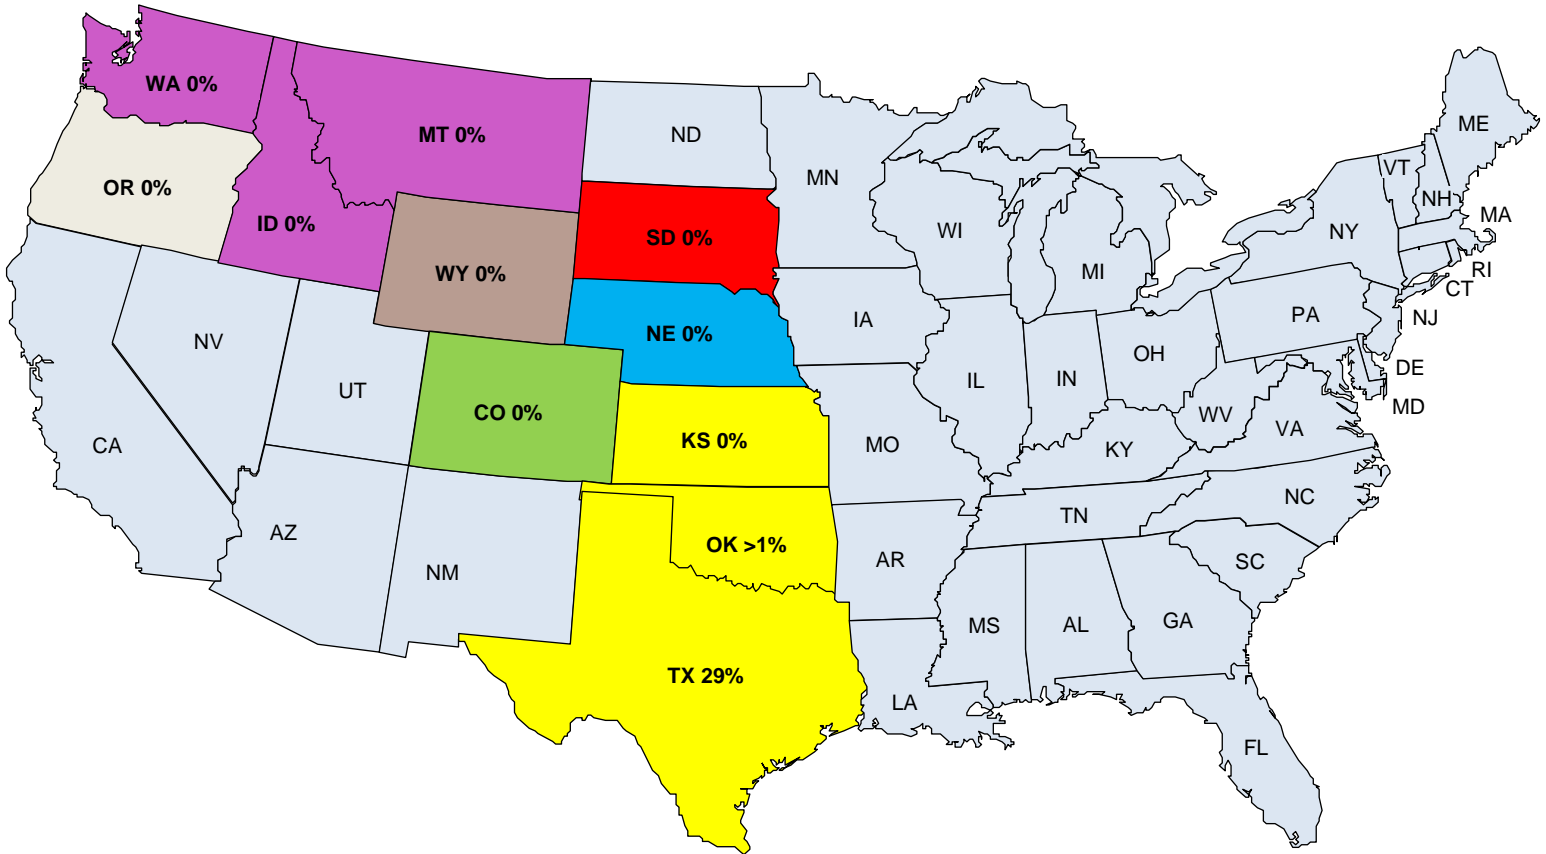 WA 0%
MT 0%
ND
ME
OR 0%
ID 0%
SD 0%
MN
VT
NH
WI
NY
MA
WY 0%
MI
RI
CT
NV
NE 0%
IA
PA
NJ
UT
CO 0%
IL
IN
OH
DE
MD
CA
KS 0%
MO
KY
WV
VA
AZ
NM
OK >1%
AR
TN
NC
SC
TX 29%
LA
MS
AL
GA
FL